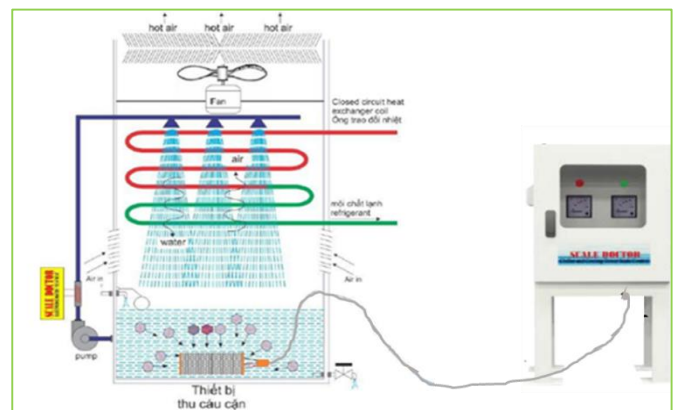 hot air
hot air
hot air
Fan
Closed circuit heat
exchanger coil
Ống trao đổi nhiệt
air
môi chất lạnh
refrigerant
water
Air in
Air in
SCALE DOCTOR
SCALE DOCTOR
pump
Thiết bị
thu cáu cặn